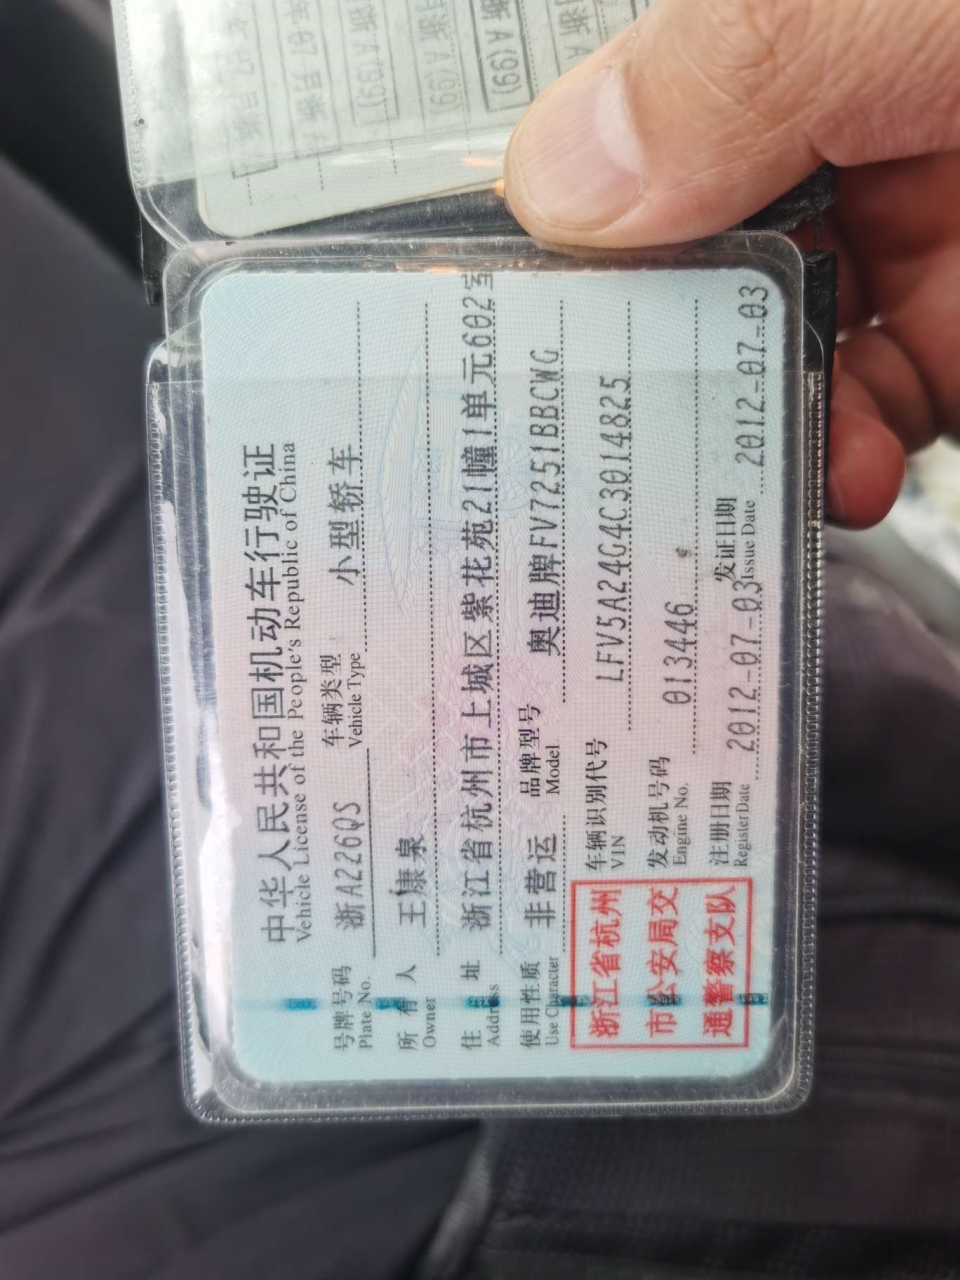 中华人民共和国机动车行驶证
Vehicle License of the People's Republic of China
号牌号码 浙A226QS 车辆类型 小型轿车
Plate No. Vehicle Type
所有人 王康泉
Owner
住址 浙江省杭州市上城区紫花苑21幢1单元602室
Address
使用性质 非营运 品牌型号 奥迪牌FV7251BBCWG
Use Character Model
浙江省杭州
市公安局交
通警察支队
车辆识别代号 LFV5A24G4C3014825
VIN
发动机号码 013446
Engine No.
注册日期 2012-07-03 发证日期 2012-07-03
Register Date Issue Date